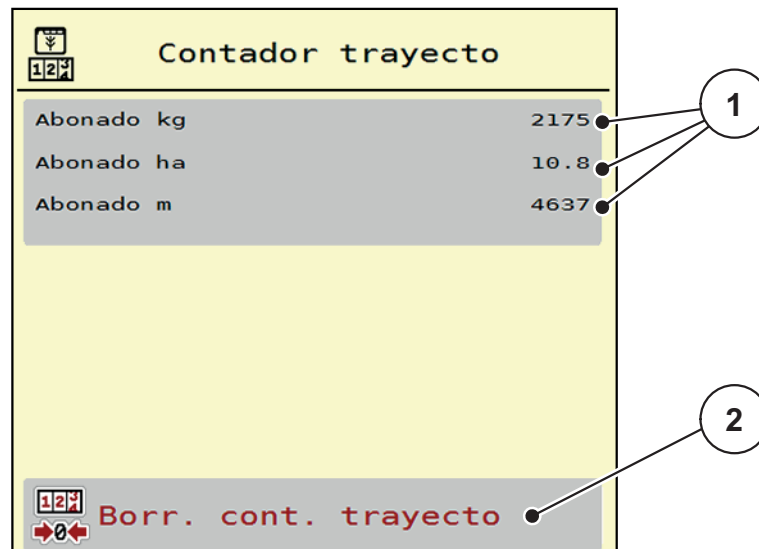 Contador trayecto
Abonado kg 2175
Abonado ha 10.8
Abonado m 4637
1
2
Borr. cont. trayecto